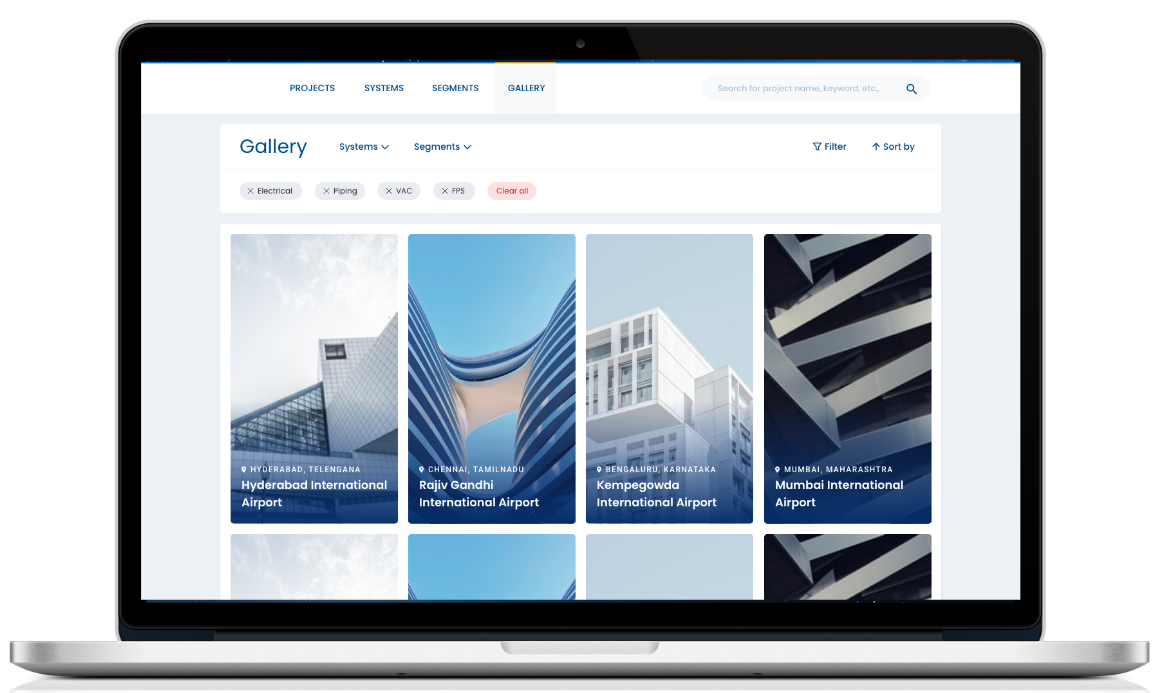 PROJECTS SYSTEMS SEGMENTS GALLERY Search for project name, keyword, etc.,
Gallery Systems Segments Filter Sort by
Electrical Piping VAC FPS Clear all
HYDERABAD, TELENGANA
Hyderabad International
Airport
CHENNAI, TAMILNADU
Rajiv Gandhi
International Airport
BENGALURU, KARNATAKA
Kempegowda
International Airport
MUMBAI, MAHARASHTRA
Mumbai International
Airport